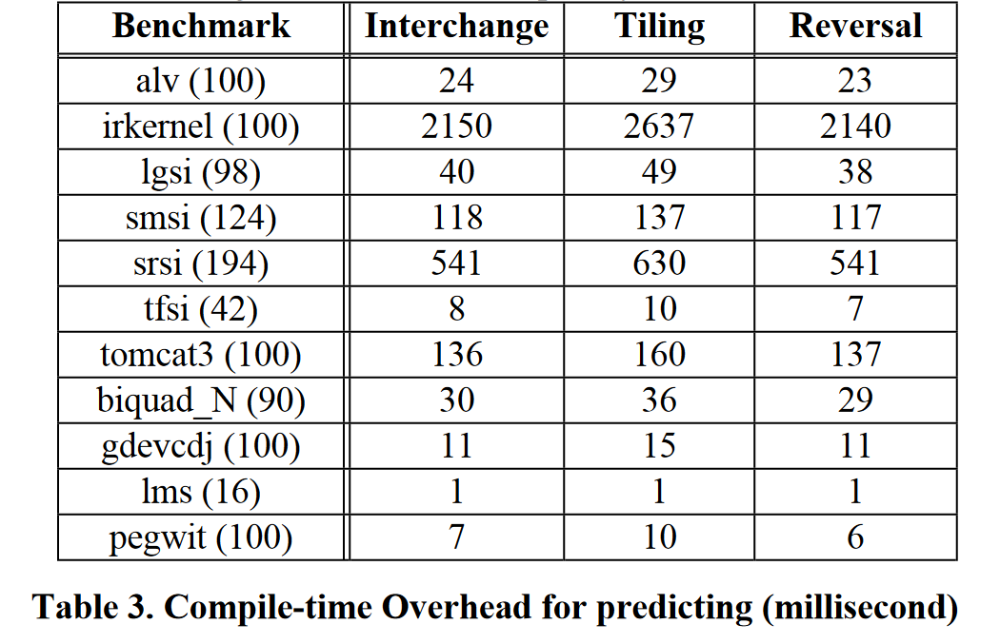 Benchmark Interchange Tiling Reversal
alv (100) 24 29 23
irkernel (100) 2150 2637 2140
lgsi (98) 40 49 38
smsi (124) 118 137 117
srsi (194) 541 630 541
tfsi (42) 8 10 7
tomcat3 (100) 136 160 137
biquad_N (90) 30 36 29
gdevcdj (100) 11 15 11
lms (16) 1 1 1
pegwit (100) 7 10 6
Table 3. Compile-time Overhead for predicting (millisecond)